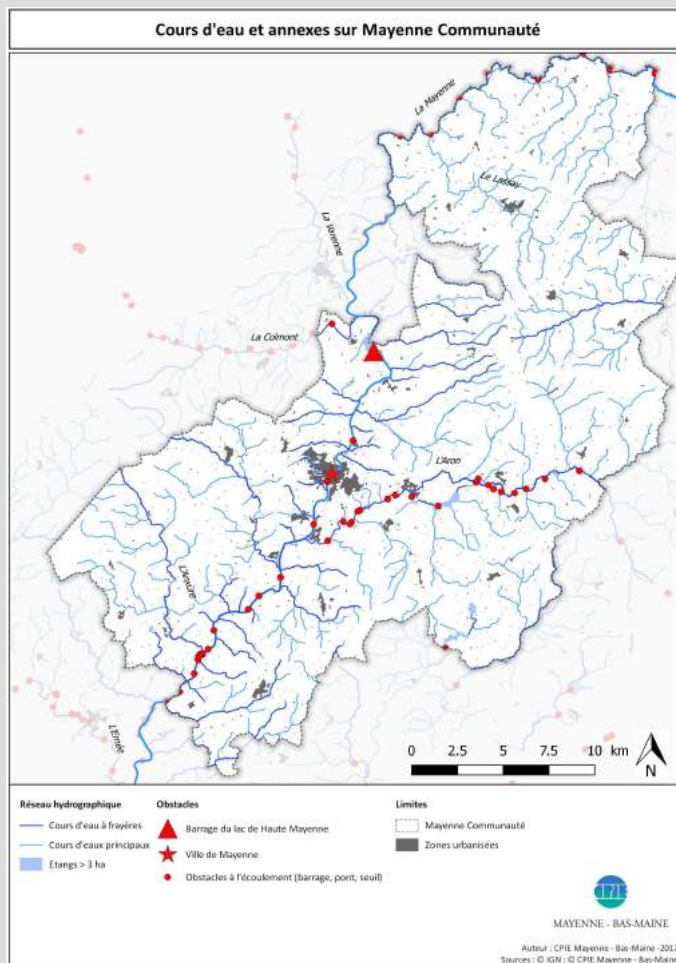 Cours d'eau et annexes sur Mayenne Communauté
La Mayenne
Le Lassay
La Varenne
La Colmont
L'Aron
L'Anxure
L'Ernée
0 2.5 5 7.5 10 km
N
Réseau hydrographique
Cours d'eau à frayères
Cours d'eaux principaux
Etangs > 3 ha
Obstacles
Barrage du lac de Haute Mayenne
Ville de Mayenne
Obstacles à l'écoulement (barrage, pont, seuil)
Limites
Mayenne Communauté
Zones urbanisées
CPIE
MAYENNE - BAS-MAINE
Auteur : CPIE Mayenne - Bas-Maine -2017
Sources : © IGN ; © CPIE Mayenne - Bas-Maine